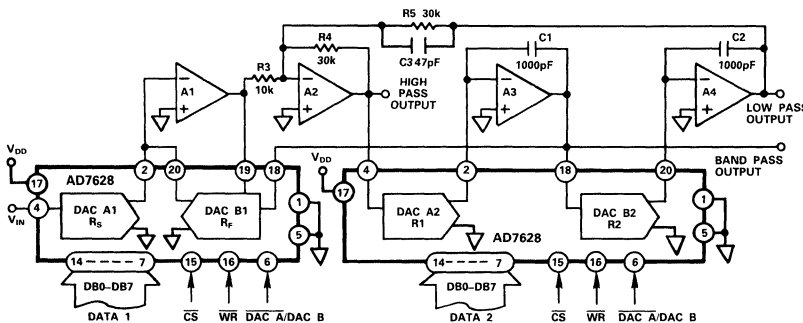 R5 30k
C3 47pF
R4
30k
R3
10k
C1
1000pF
C2
1000pF
A1
A2
A3
A4
HIGH
PASS
OUTPUT
LOW PASS
OUTPUT
BAND PASS
OUTPUT
VDD
17
AD7628
2
20
19
18
1
5
VIN
4
DAC A1
RS
DAC B1
RF
14 ---- 7
15
16
6
DB0–DB7
DATA 1
CS
WR
DAC A/DAC B
VDD
17
4
2
18
20
1
5
DAC A2
R1
DAC B2
R2
AD7628
14 ---- 7
15
16
6
DB0–DB7
DATA 2
CS
WR
DAC A/DAC B